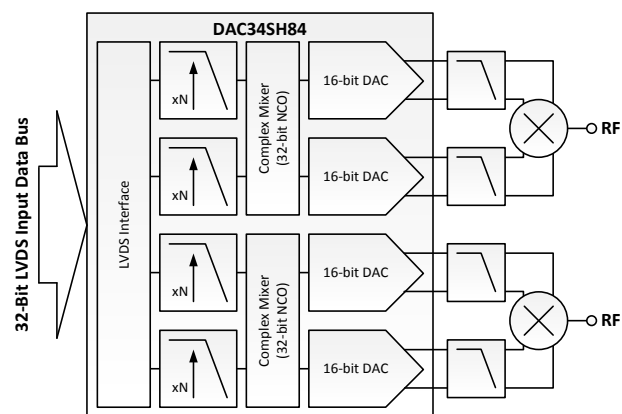 DAC34SH84
32-Bit LVDS Input Data Bus
LVDS Interface
xN
Complex Mixer
(32-bit NCO)
16-bit DAC
RF
xN
16-bit DAC
xN
Complex Mixer
(32-bit NCO)
16-bit DAC
RF
xN
16-bit DAC